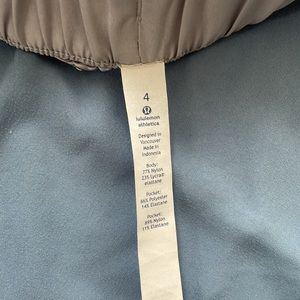 4
lululemon
athletica
Designed in
Vancouver
Made in
Indonesia
Body:
77% Nylon
23% Lycra®
elastane
Pocket:
86% Polyester
14% Elastane
Pocket:
89% Nylon
11% Elastane